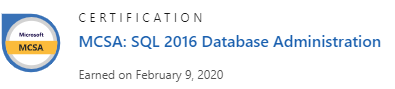 CERTIFICATION
Microsoft
MCSA
MCSA: SQL 2016 Database Administration
Earned on February 9, 2020